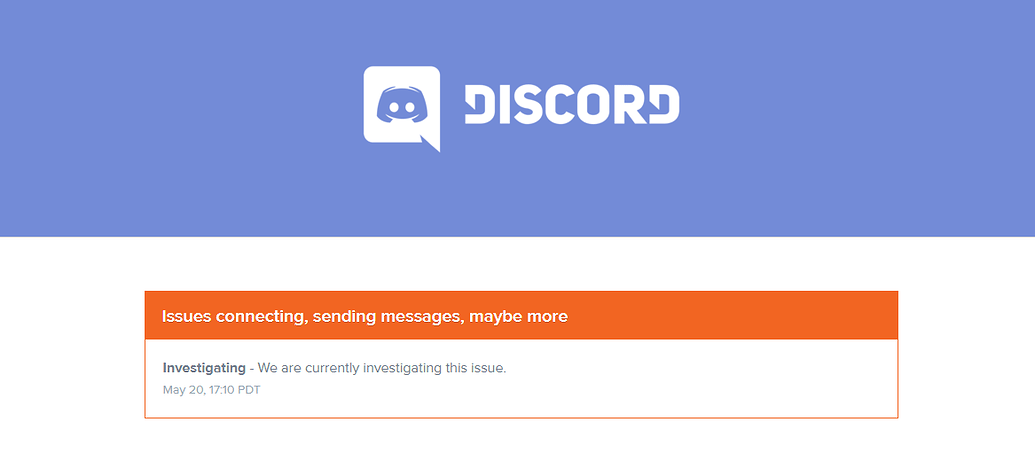 DISCORD
Issues connecting, sending messages, maybe more
Investigating - We are currently investigating this issue.
May 20, 17:10 PDT